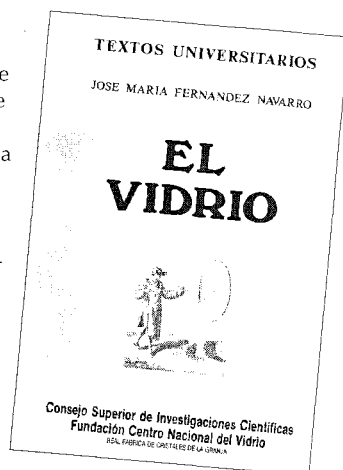 e
e
a
.
TEXTOS UNIVERSITARIOS
JOSE MARIA FERNANDEZ NAVARRO
EL
VIDRIO
Consejo Superior de Investigaciones Científicas
Fundación Centro Nacional del Vidrio
REAL FABRICA DE CRISTALES DE LA GRANJA